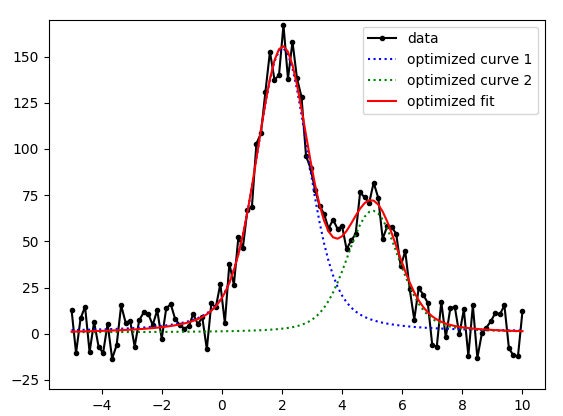 data
optimized curve 1
optimized curve 2
optimized fit
150
125
100
75
50
25
0
−25
−4 −2 0 2 4 6 8 10